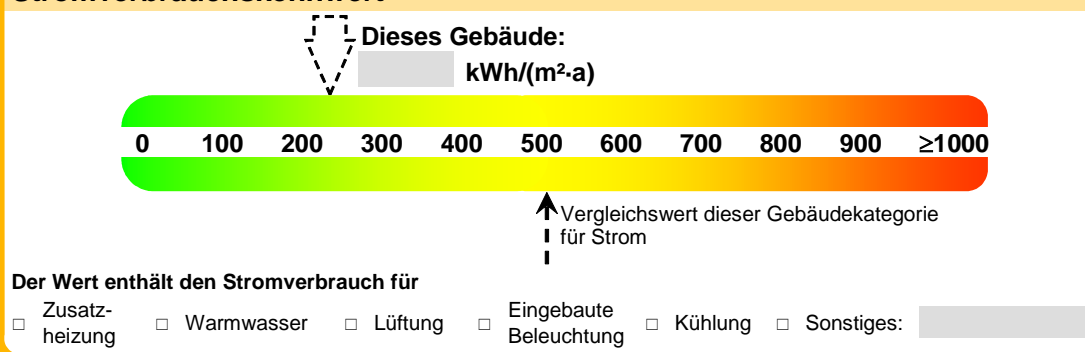 Dieses Gebäude:
kWh/(m²·a)
0 100 200 300 400 500 600 700 800 900 ≥1000
Vergleichswert dieser Gebäudekategorie
für Strom
Der Wert enthält den Stromverbrauch für
□ Zusatz-
heizung
□ Warmwasser
□ Lüftung
□ Eingebaute
Beleuchtung
□ Kühlung
□ Sonstiges: